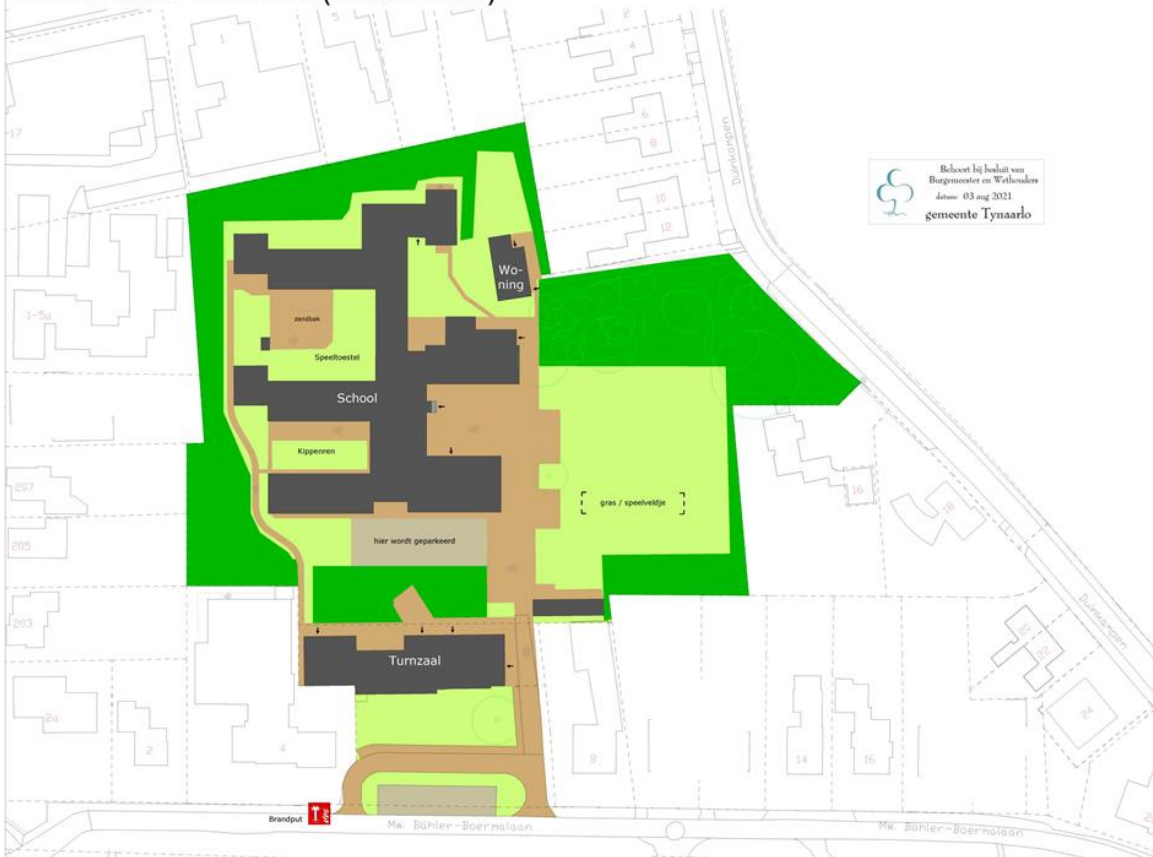 5
1
2
4
17
6
8
Duinkampen
10
12
Behoort bij besluit van
Burgemeester en Wethouders
datum: 03 aug 2021
gemeente Tynaarlo
Wo-
ning
1-5a
zandbak
Speeltoestel
School
Kippenren
207
205
16
18
gras / speelveldje
hier wordt geparkeerd
203
Duinkampen
20
22
Turnzaal
2a
2
4
8
14
16
24
Brandput
Mw. Bähler-Boermalaan
Mw. Bähler-Boermalaan